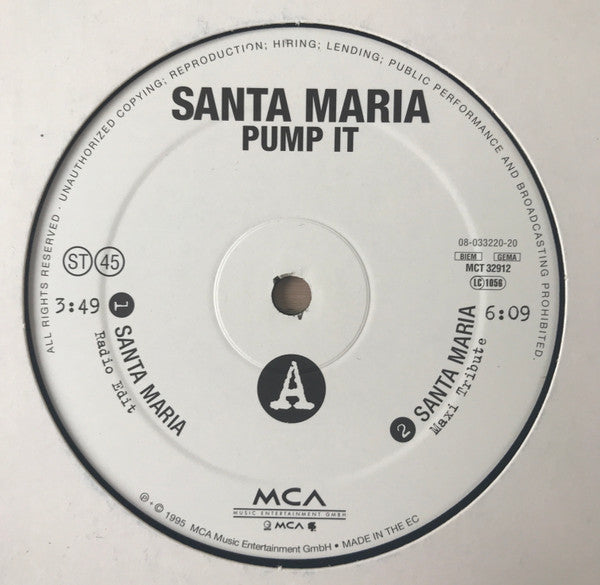 ALL RIGHTS RESERVED · UNAUTHORIZED COPYING; REPRODUCTION; HIRING; LENDING; PUBLIC PERFORMANCE AND BROADCASTING PROHIBITED.
SANTA MARIA
PUMP IT
ST 45
08-033220-20
BIEM GEMA
MCT 32912
LC 1056
3:49
1 SANTA MARIA
Radio Edit
6:09
2 SANTA MARIA
Maxi Tribute
A
MCA
MUSIC ENTERTAINMENT GMBH
MCA
℗ + © 1995 MCA Music Entertainment GmbH • MADE IN THE EC